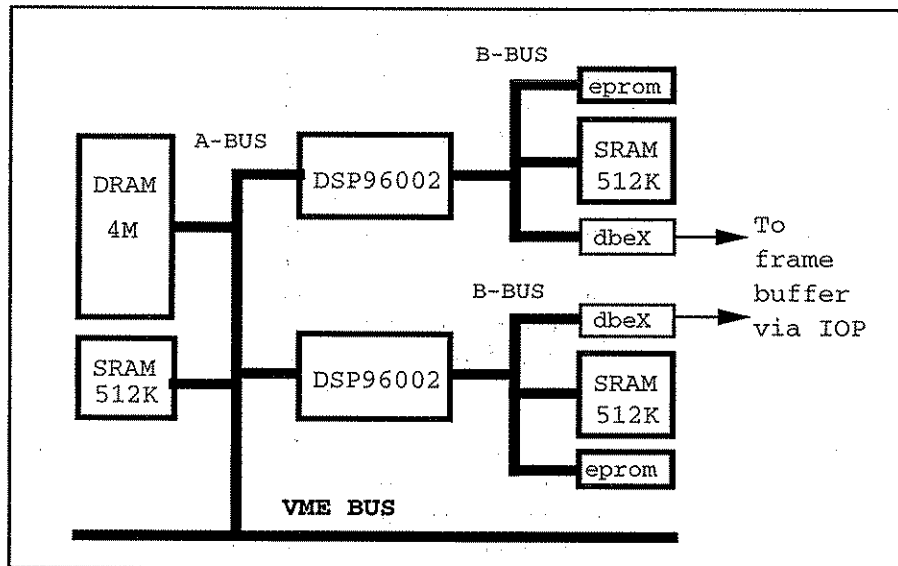 B-BUS
eprom
A-BUS
SRAM
512K
DRAM
4M
DSP96002
dbeX
To
frame
buffer
via IOP
B-BUS
dbeX
SRAM
512K
DSP96002
SRAM
512K
eprom
VME BUS